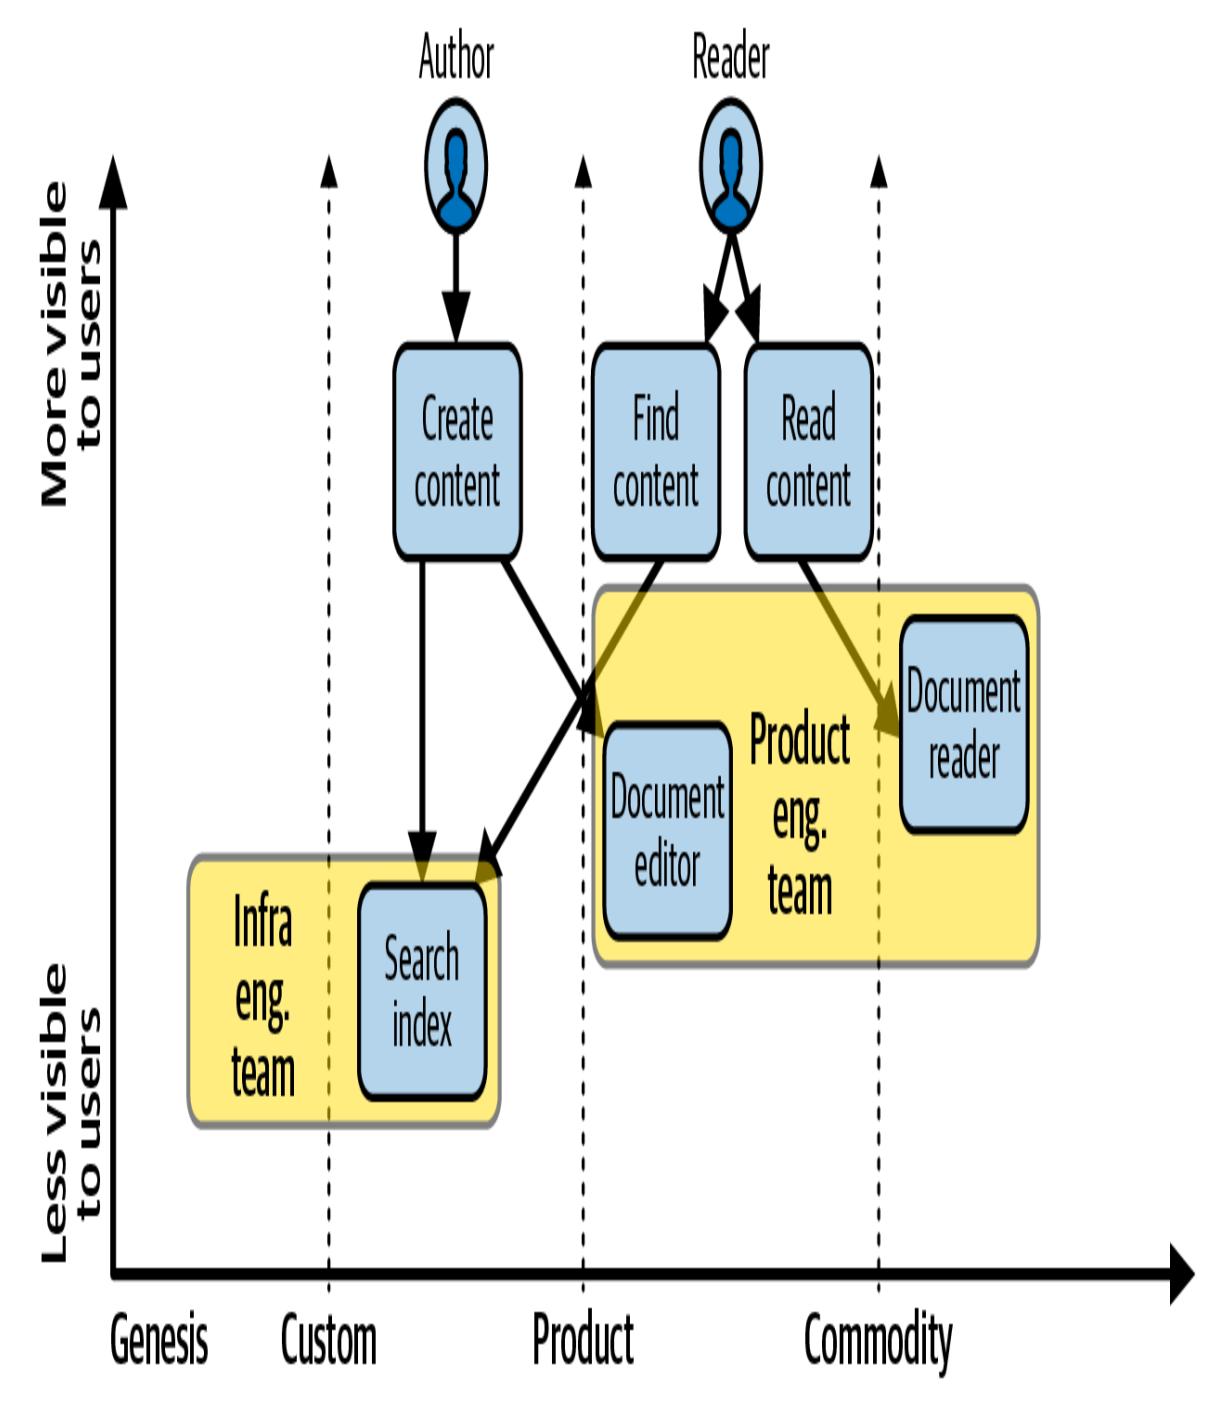 Author
Reader
More visible
to users
Create
content
Find
content
Read
content
Document
reader
Product
eng.
team
Document
editor
Infra
eng.
team
Search
index
Less visible
to users
Genesis
Custom
Product
Commodity